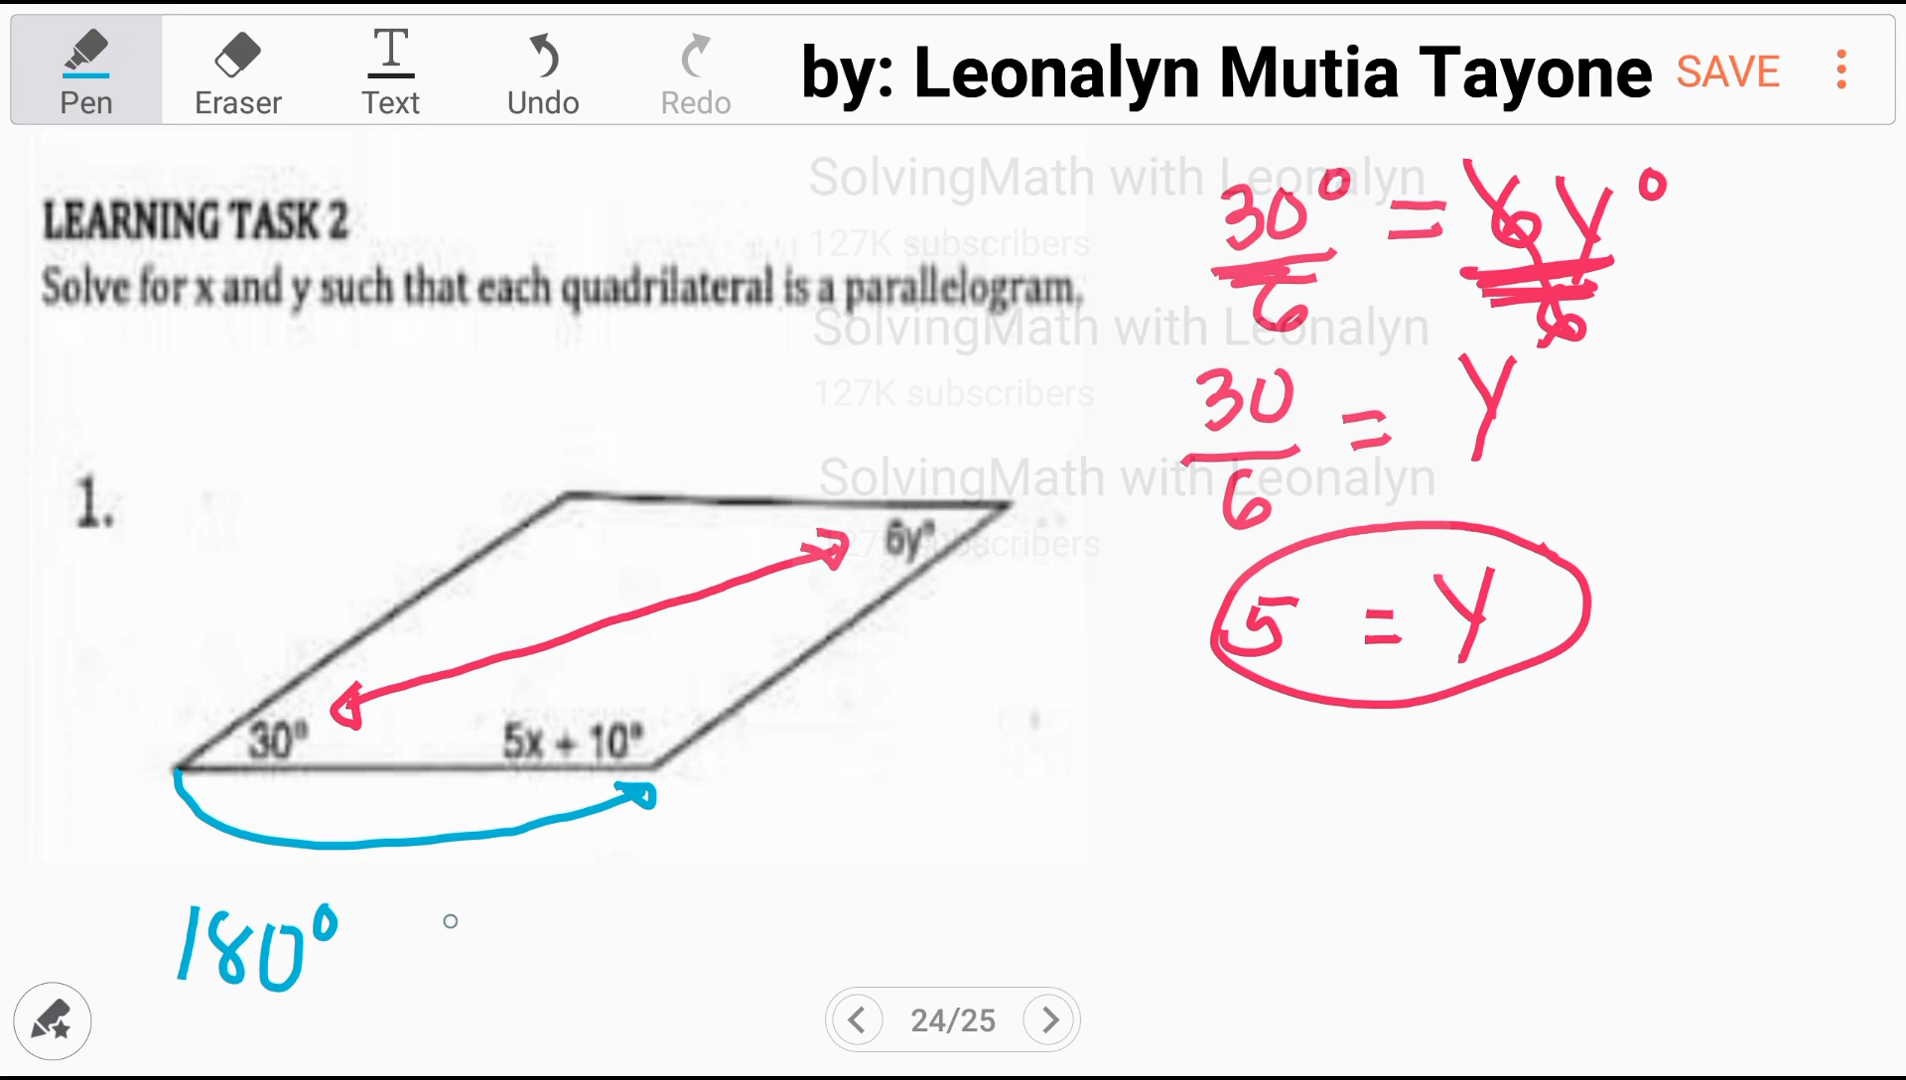 Pen Eraser Text Undo Redo by: Leonalyn Mutia Tayone SAVE
SolvingMath with Leonalyn
127K subscribers
LEARNING TASK 2
Solve for x and y such that each quadrilateral is a parallelogram.
SolvingMath with Leonalyn
127K subscribers
SolvingMath with Leonalyn
subscribers
1.
6y°
30°
5x + 10°
30° = 6y°
6 6
30 = y
6
5 = y
180°
24/25